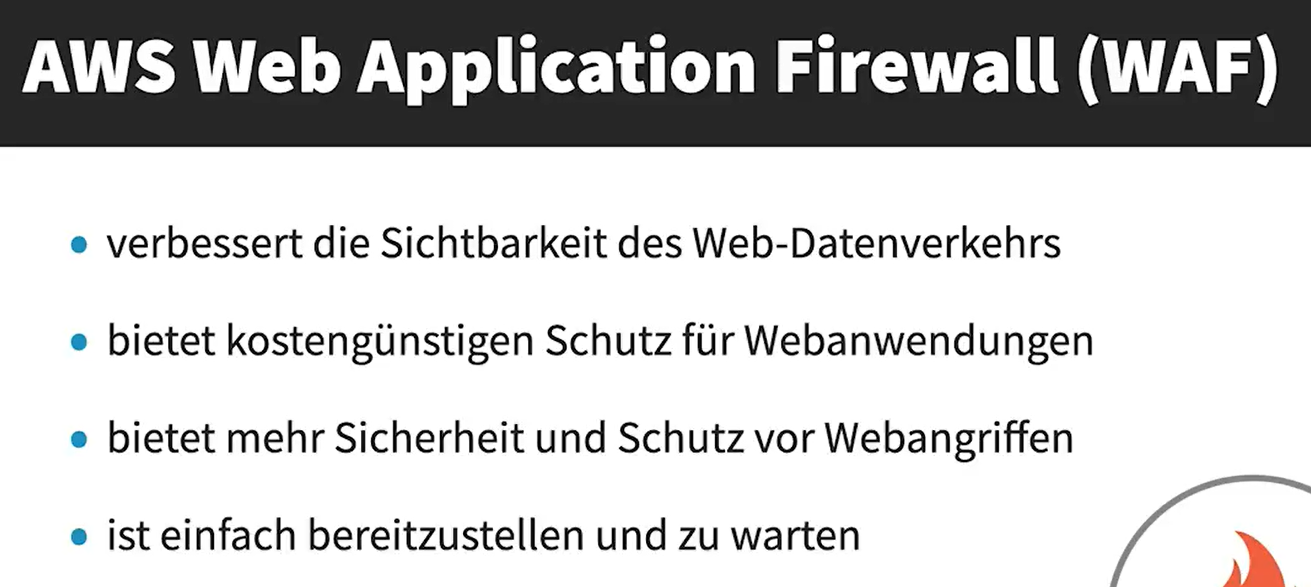 AWS Web Application Firewall (WAF)
• verbessert die Sichtbarkeit des Web-Datenverkehrs
• bietet kostengünstigen Schutz für Webanwendungen
• bietet mehr Sicherheit und Schutz vor Webangriffen
• ist einfach bereitzustellen und zu warten